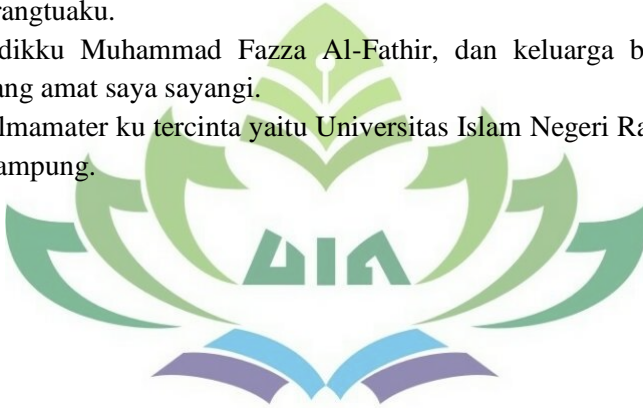 rangtuaku.
dikku Muhammad Fazza Al-Fathir, dan keluarga b
ang amat saya sayangi.
lmamater ku tercinta yaitu Universitas Islam Negeri Ra
ampung.
UIN